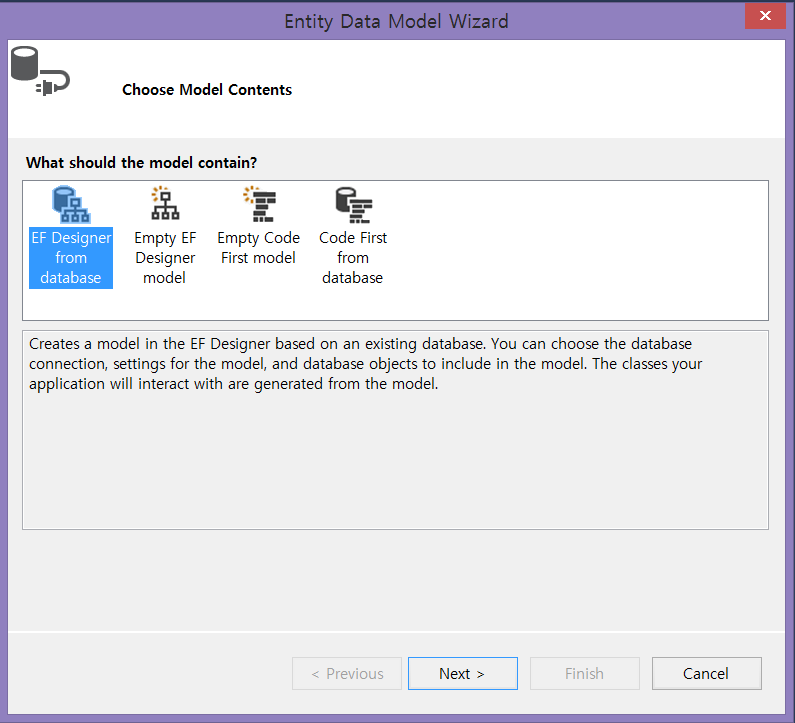 Entity Data Model Wizard
Choose Model Contents
What should the model contain?
EF Designer
from
database
Empty EF
Designer
model
Empty Code
First model
Code First
from
database
Creates a model in the EF Designer based on an existing database. You can choose the database
connection, settings for the model, and database objects to include in the model. The classes your
application will interact with are generated from the model.
< Previous
Next >
Finish
Cancel